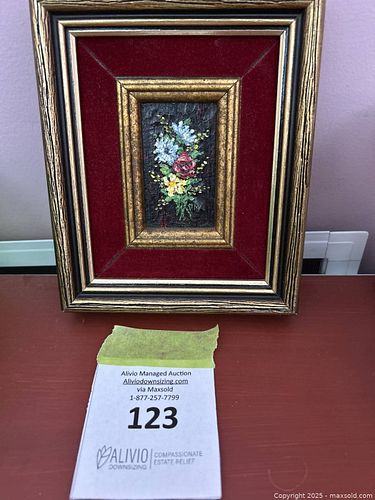 Alivio Managed Auction
Aliviodownsizing.com
via Maxsold
1-877-257-7799
123
ALIVIO
DOWNSIZING
COMPASSIONATE
ESTATE RELIEF
Copyright 2025 - maxsold.com